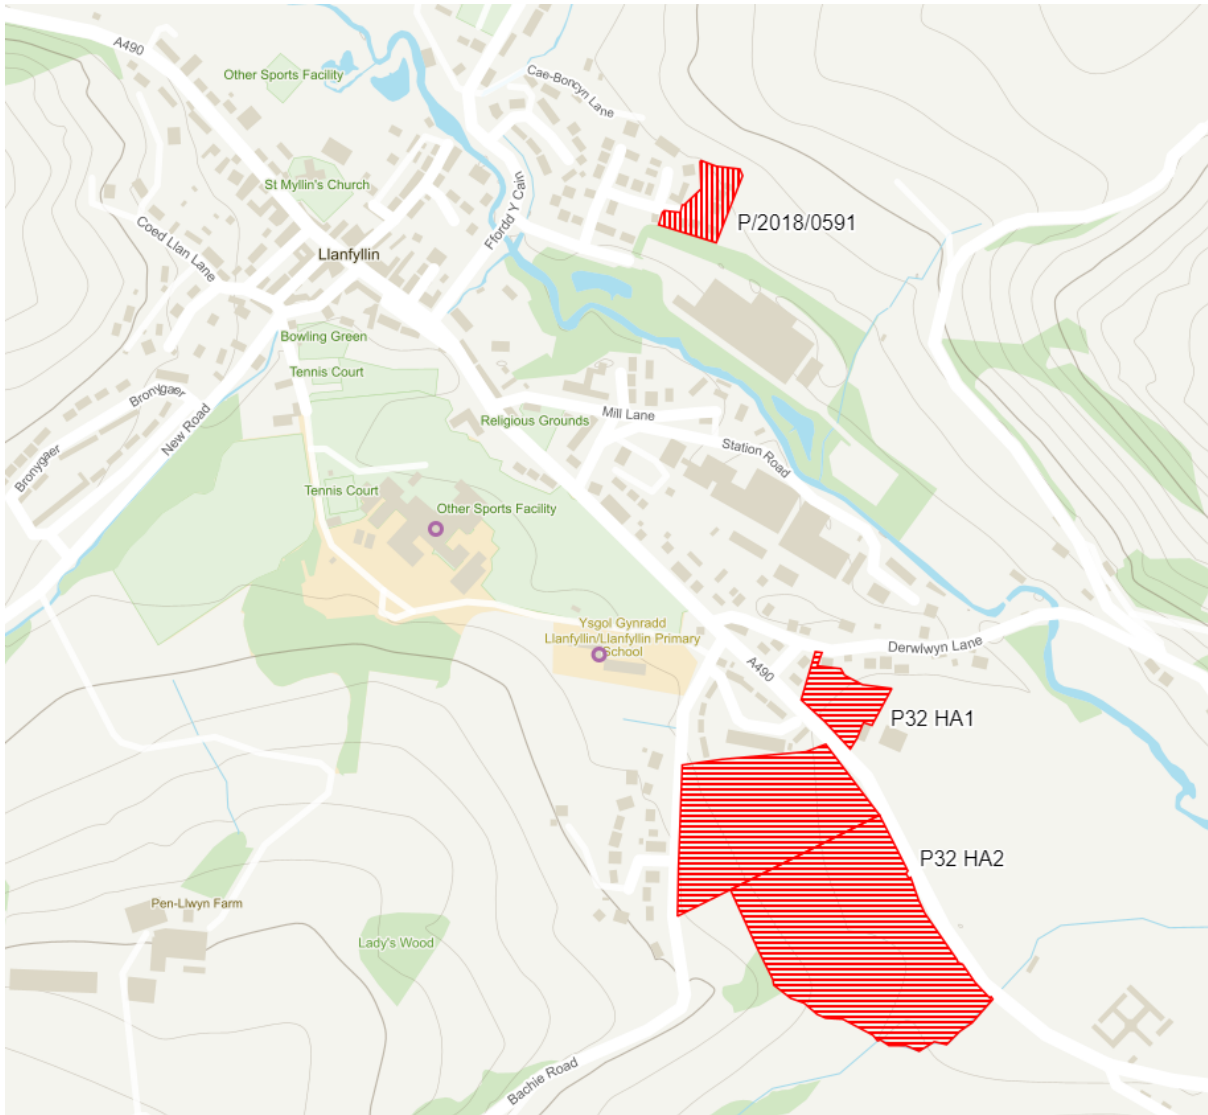 A490
Other Sports Facility
Cae-Boncyn Lane
St Myllin's Church
Ffordd Y Cain
P/2018/0591
Coed Llan Lane
Llanfyllin
Bowling Green
Tennis Court
Bronygaer
New Road
Bronygaer
Religious Grounds
Mill Lane
Station Road
Tennis Court
Other Sports Facility
Ysgol Gynradd
Llanfyllin/Llanfyllin Primary
School
Derwlwyn Lane
A490
P32 HA1
P32 HA2
Pen-Llwyn Farm
Lady's Wood
Bachie Road